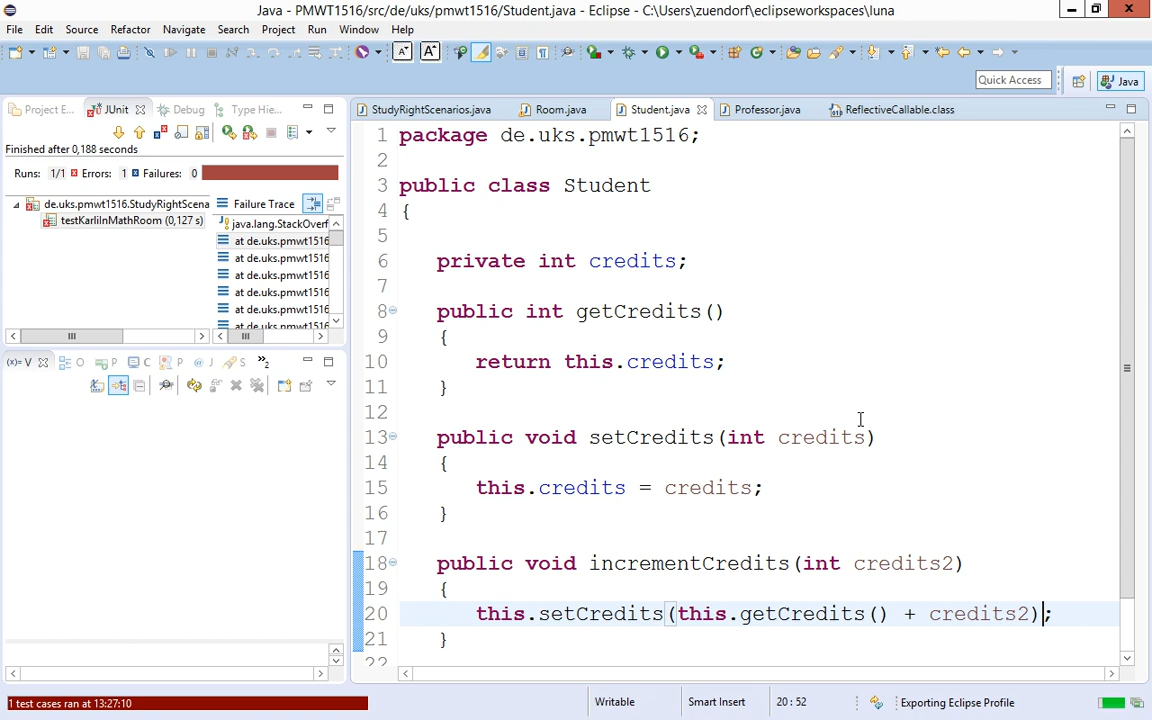 Java - PMWT1516/src/de/uks/pmwt1516/Student.java - Eclipse - C:\Users\zuendorf\eclipseworkspaces\luna
File Edit Source Refactor Navigate Search Project Run Window Help
Quick Access
Java
Project E... JUnit Debug Type Hie...
Finished after 0,188 seconds
Runs: 1/1 Errors: 1 Failures: 0
de.uks.pmwt1516.StudyRightScena
testKarliInMathRoom (0,127 s)
Failure Trace
java.lang.StackOverf
at de.uks.pmwt1516
at de.uks.pmwt1516
at de.uks.pmwt1516
at de.uks.pmwt1516
at de.uks.pmwt1516
at de.uks.pmwt1516
(x)= V O P C P @ J S »2
StudyRightScenarios.java Room.java Student.java Professor.java ReflectiveCallable.class
1 package de.uks.pmwt1516;
2
3 public class Student
4 {
5
6 private int credits;
7
8 public int getCredits()
9 {
10 return this.credits;
11 }
12
13 public void setCredits(int credits)
14 {
15 this.credits = credits;
16 }
17
18 public void incrementCredits(int credits2)
19 {
20 this.setCredits(this.getCredits() + credits2);
21 }
22
1 test cases ran at 13:27:10
Writable Smart Insert 20 : 52 Exporting Eclipse Profile